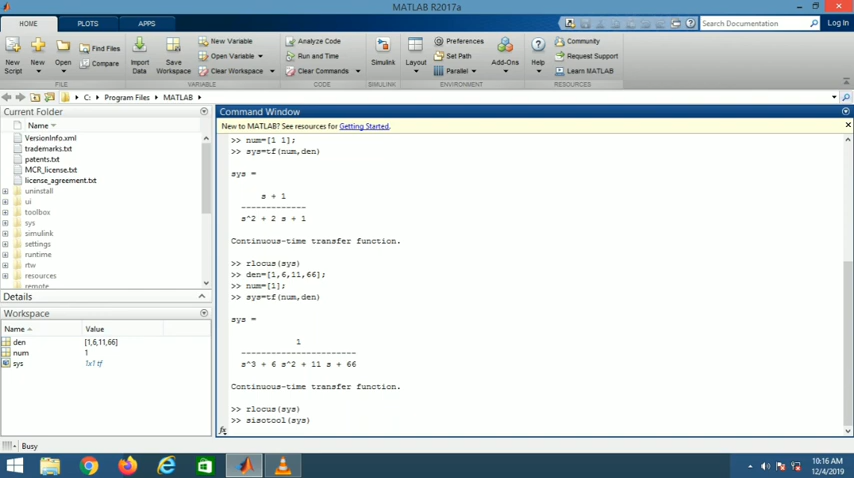 MATLAB R2017a
HOME
PLOTS
APPS
Search Documentation
Log In
New Script
New
Open
Find Files
Compare
FILE
Import Data
Save Workspace
New Variable
Open Variable
Clear Workspace
VARIABLE
Analyze Code
Run and Time
Clear Commands
CODE
Simulink
SIMULINK
Layout
Preferences
Set Path
Parallel
ENVIRONMENT
Add-Ons
Help
Community
Request Support
Learn MATLAB
RESOURCES
C: Program Files MATLAB
Current Folder
Name
VersionInfo.xml
trademarks.txt
patents.txt
MCR_license.txt
license_agreement.txt
uninstall
ui
toolbox
sys
simulink
settings
runtime
rtw
resources
remote
Details
Workspace
Name Value
den [1,6,11,66]
num 1
sys 1x1 tf
Command Window
New to MATLAB? See resources for Getting Started.
>> num=[1 1];
>> sys=tf(num,den)
sys =
s + 1
-------------
s^2 + 2 s + 1
Continuous-time transfer function.
>> rlocus(sys)
>> den=[1,6,11,66];
>> num=[1];
>> sys=tf(num,den)
sys =
1
-----------------------
s^3 + 6 s^2 + 11 s + 66
Continuous-time transfer function.
>> rlocus(sys)
>> sisotool(sys)
fx
Busy
10:16 AM
12/4/2019